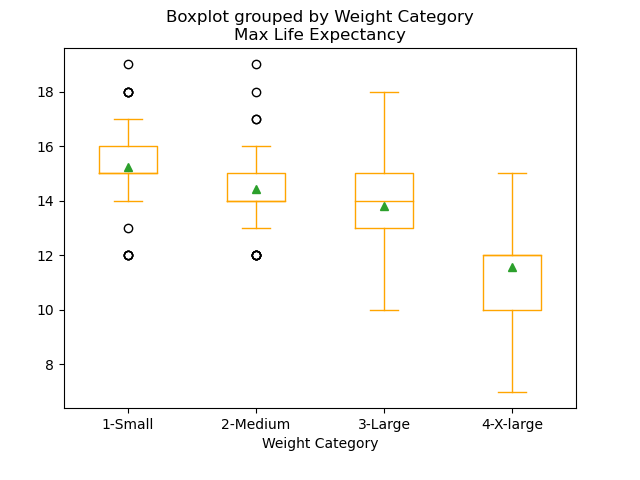 Boxplot grouped by Weight Category
Max Life Expectancy
18
16
14
12
10
8
1-Small 2-Medium 3-Large 4-X-large
Weight Category